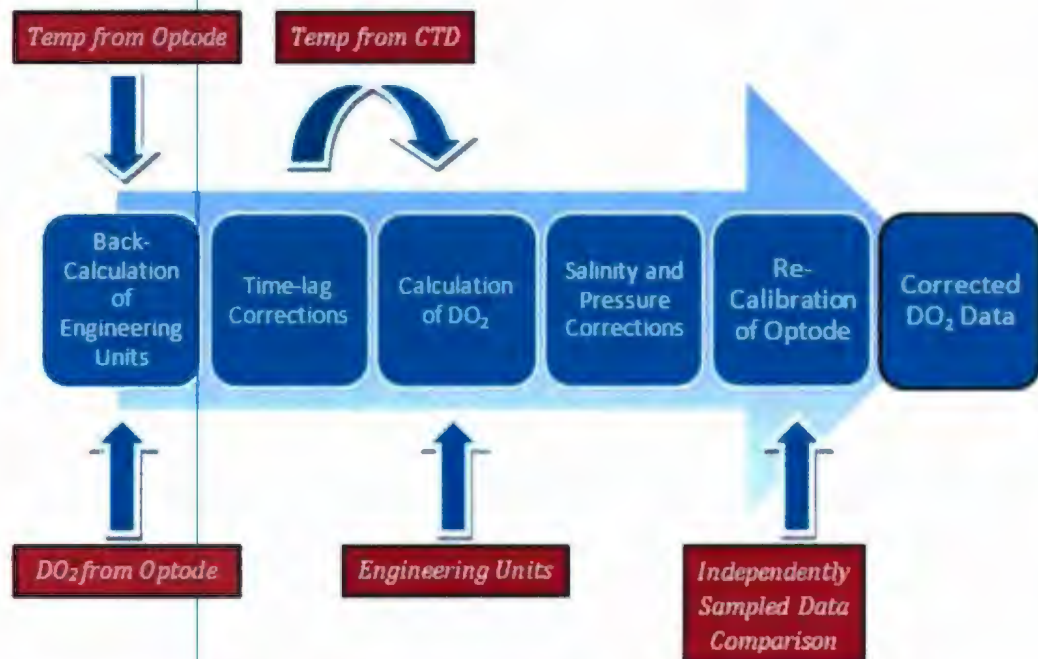 Temp from Optode
Temp from CTD
Back-
Calculation
of
Engineering
Units
Time-lag
Corrections
Calculation
of DO₂
Salinity and
Pressure
Corrections
Re-
Calibration
of Optode
Corrected
DO₂ Data
DO₂ from Optode
Engineering Units
Independently
Sampled Data
Comparison